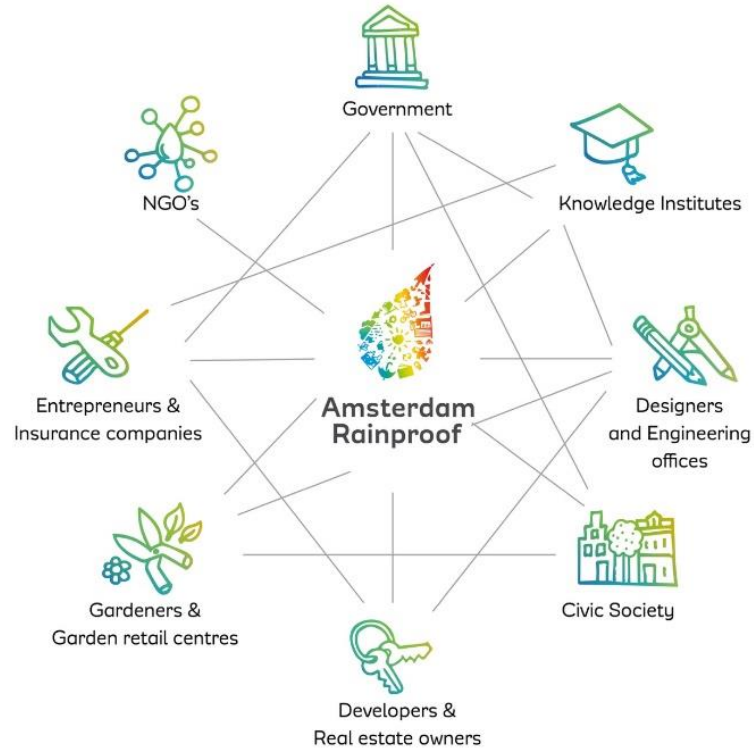 Government
NGO's
Knowledge Institutes
Amsterdam
Rainproof
Entrepreneurs &
Insurance companies
Designers
and Engineering
offices
Gardeners &
Garden retail centres
Civic Society
Developers &
Real estate owners